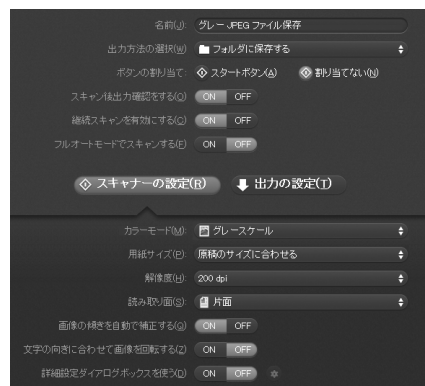 名前(J): グレー JPEG ファイル保存
出力方法の選択(W) フォルダに保存する
ボタンの割り当て: スタートボタン(A) 割り当てない(N)
スキャン後出力確認をする(O) ON OFF
継続スキャンを有効にする(C) ON OFF
フルオートモードでスキャンする(F) ON OFF
スキャナーの設定(R) 出力の設定(T)
カラーモード(M): グレースケール
用紙サイズ(P): 原稿のサイズに合わせる
解像度(H): 200 dpi
読み取り面(S): 片面
画像の傾きを自動で補正する(Q) ON OFF
文字の向きに合わせて画像を回転する(Z) ON OFF
詳細設定ダイアログボックスを使う(D) ON OFF